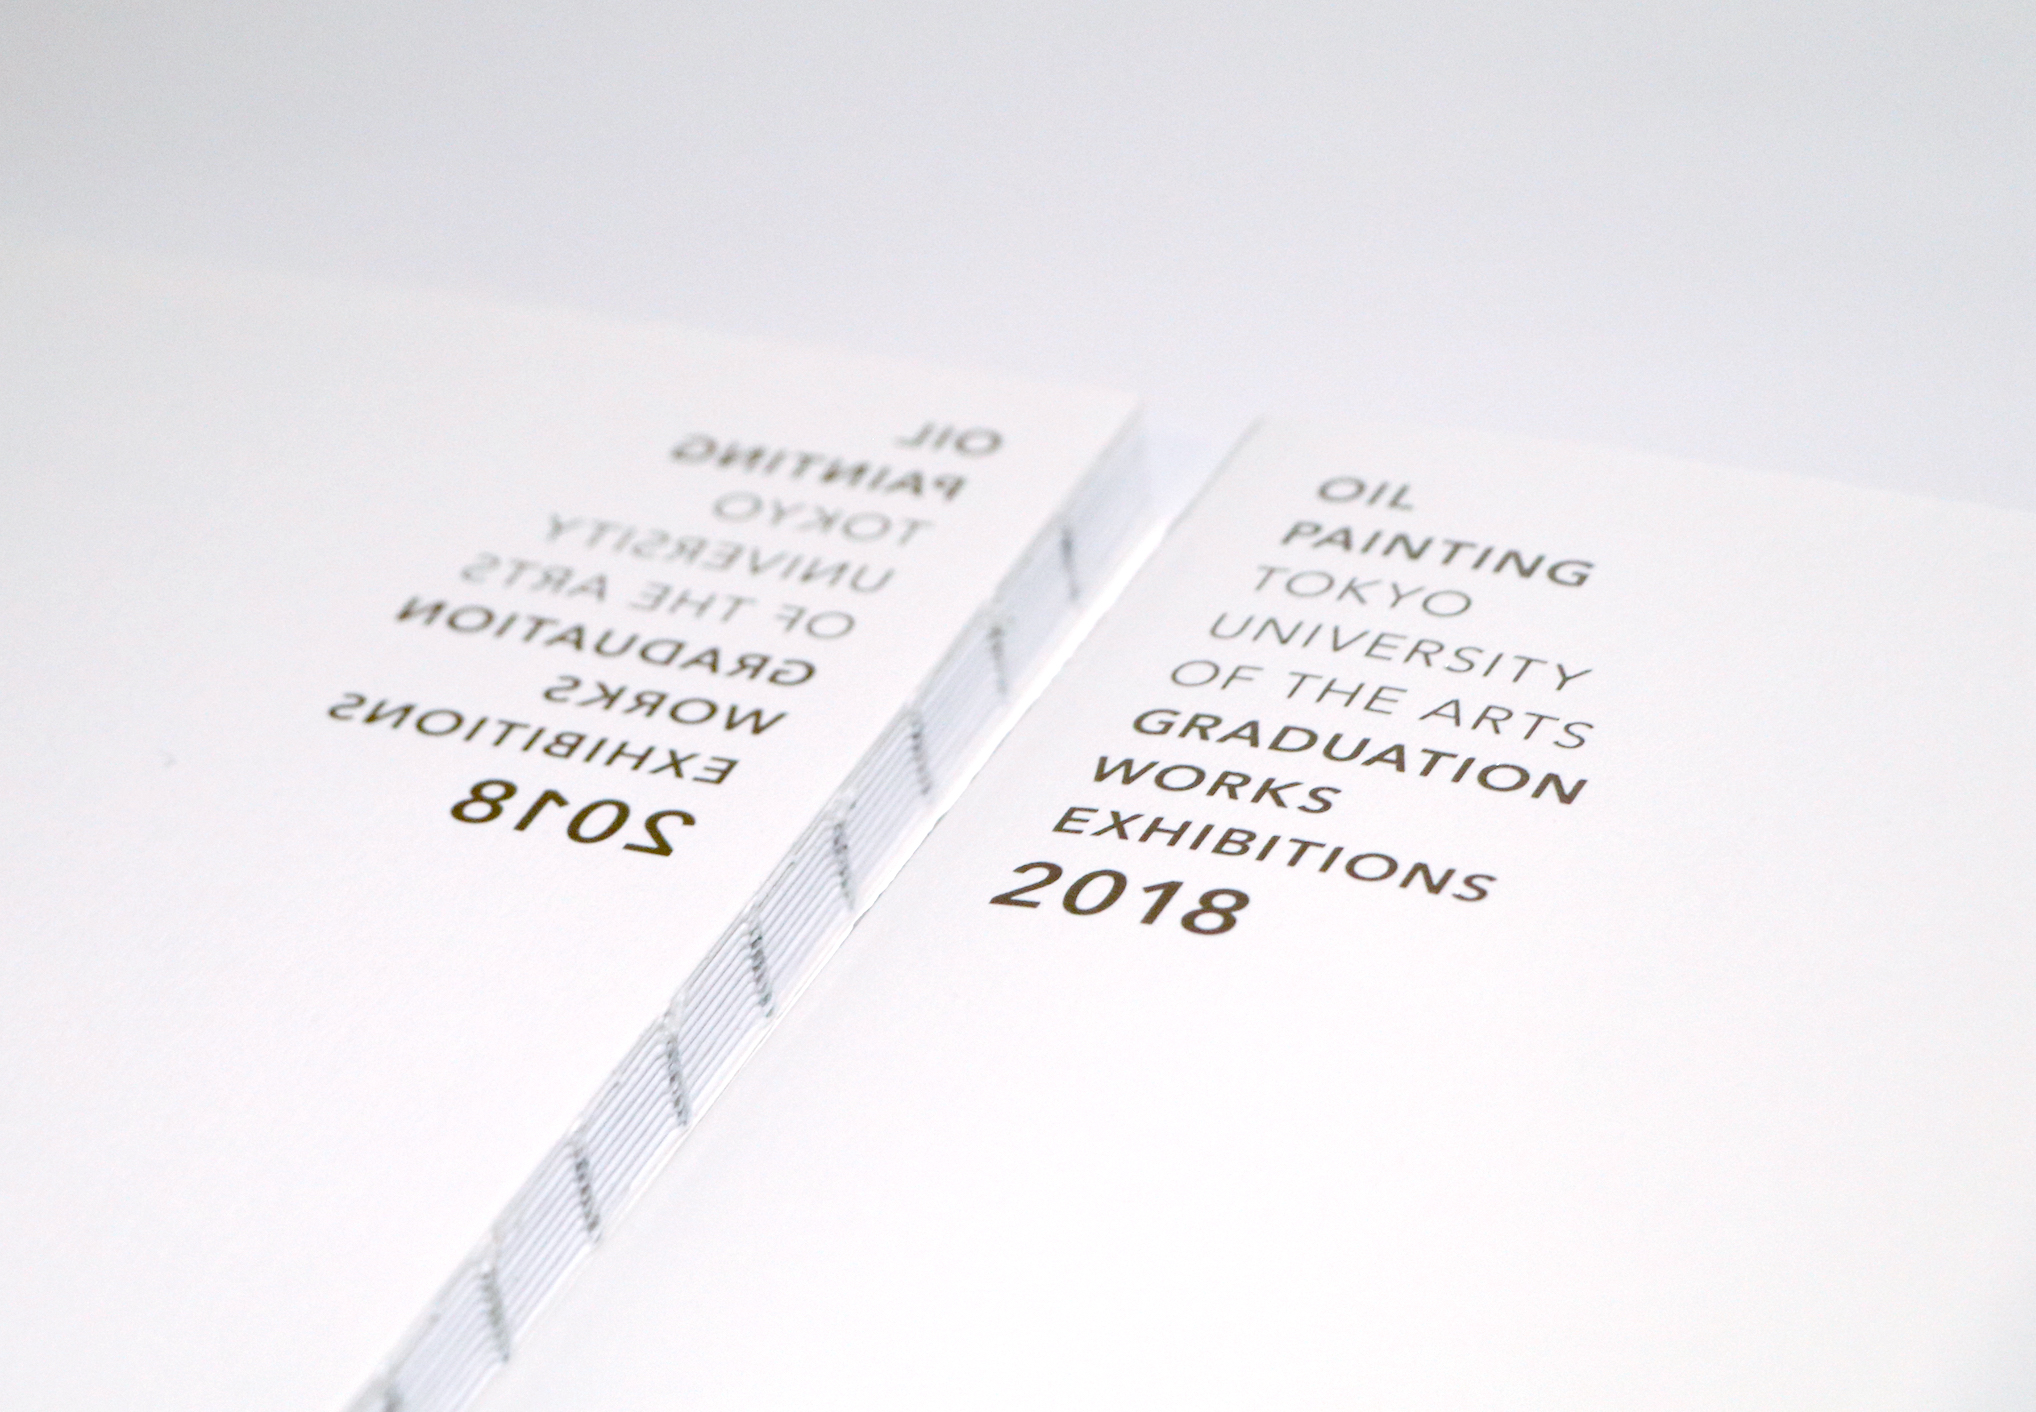 OIL
PAINTING
TOKYO
UNIVERSITY
OF THE ARTS
GRADUATION
WORKS
EXHIBITIONS
2018
OIL
PAINTING
TOKYO
UNIVERSITY
OF THE ARTS
GRADUATION
WORKS
EXHIBITIONS
2018